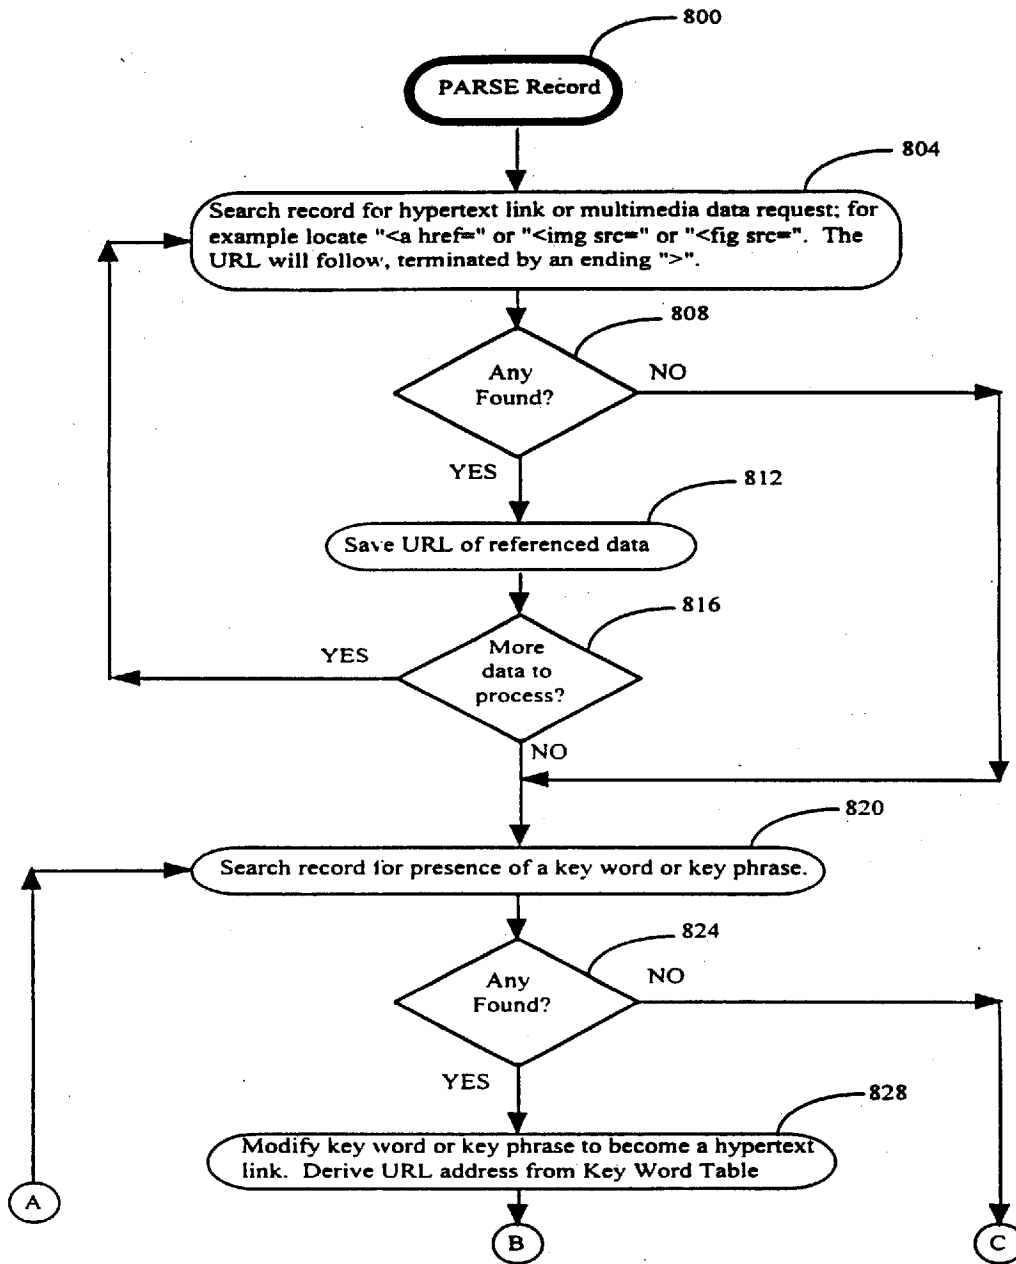 800
PARSE Record
804
Search record for hypertext link or multimedia data request; for
example locate "<a href=" or "<img src=" or "<fig src=". The
URL will follow, terminated by an ending ">".
808
Any
Found?
NO
YES
812
Save URL of referenced data
816
More
data to
process?
YES
NO
820
Search record for presence of a key word or key phrase.
824
Any
Found?
NO
YES
828
Modify key word or key phrase to become a hypertext
link. Derive URL address from Key Word Table
A
B
C